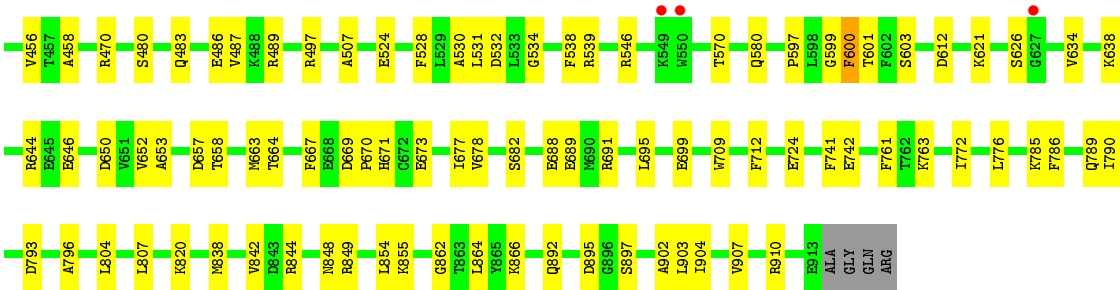 V456 T457 A458 R470 S480 Q483 E486 V487 K488 R489 R497 A507 E524 F528 L529 A530 L531 D532 L533 G534 F538 R539 R546 K549 W550 T570 Q580 P597 L598 G599 F600 T601 F602 S603 D612 K621 S626 G627 V634 K638
R644 E645 E646 D650 V651 V652 A653 D657 T658 M663 T664 F667 E668 D669 P670 H671 C672 E673 I677 V678 S682 E688 E689 M690 R691 L695 E699 W709 F712 E724 F741 E742 F761 T762 K763 I772 L776 K785 F786 Q789 I790
D793 A796 L804 L807 K820 M838 V842 D843 R844 N848 R849 L854 K855 G862 T863 L864 Y865 K866 Q892 D895 G896 S897 A902 L903 I904 V907 R910 E913 ALA GLY GLN ARG